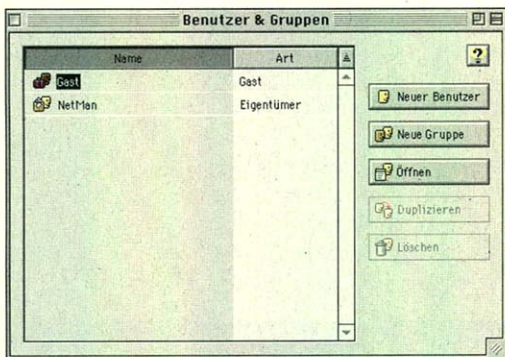 Benutzer & Gruppen
Name Art
Gast Gast
NetMan Eigentümer
?
Neuer Benutzer
Neue Gruppe
Öffnen
Duplizieren
Löschen